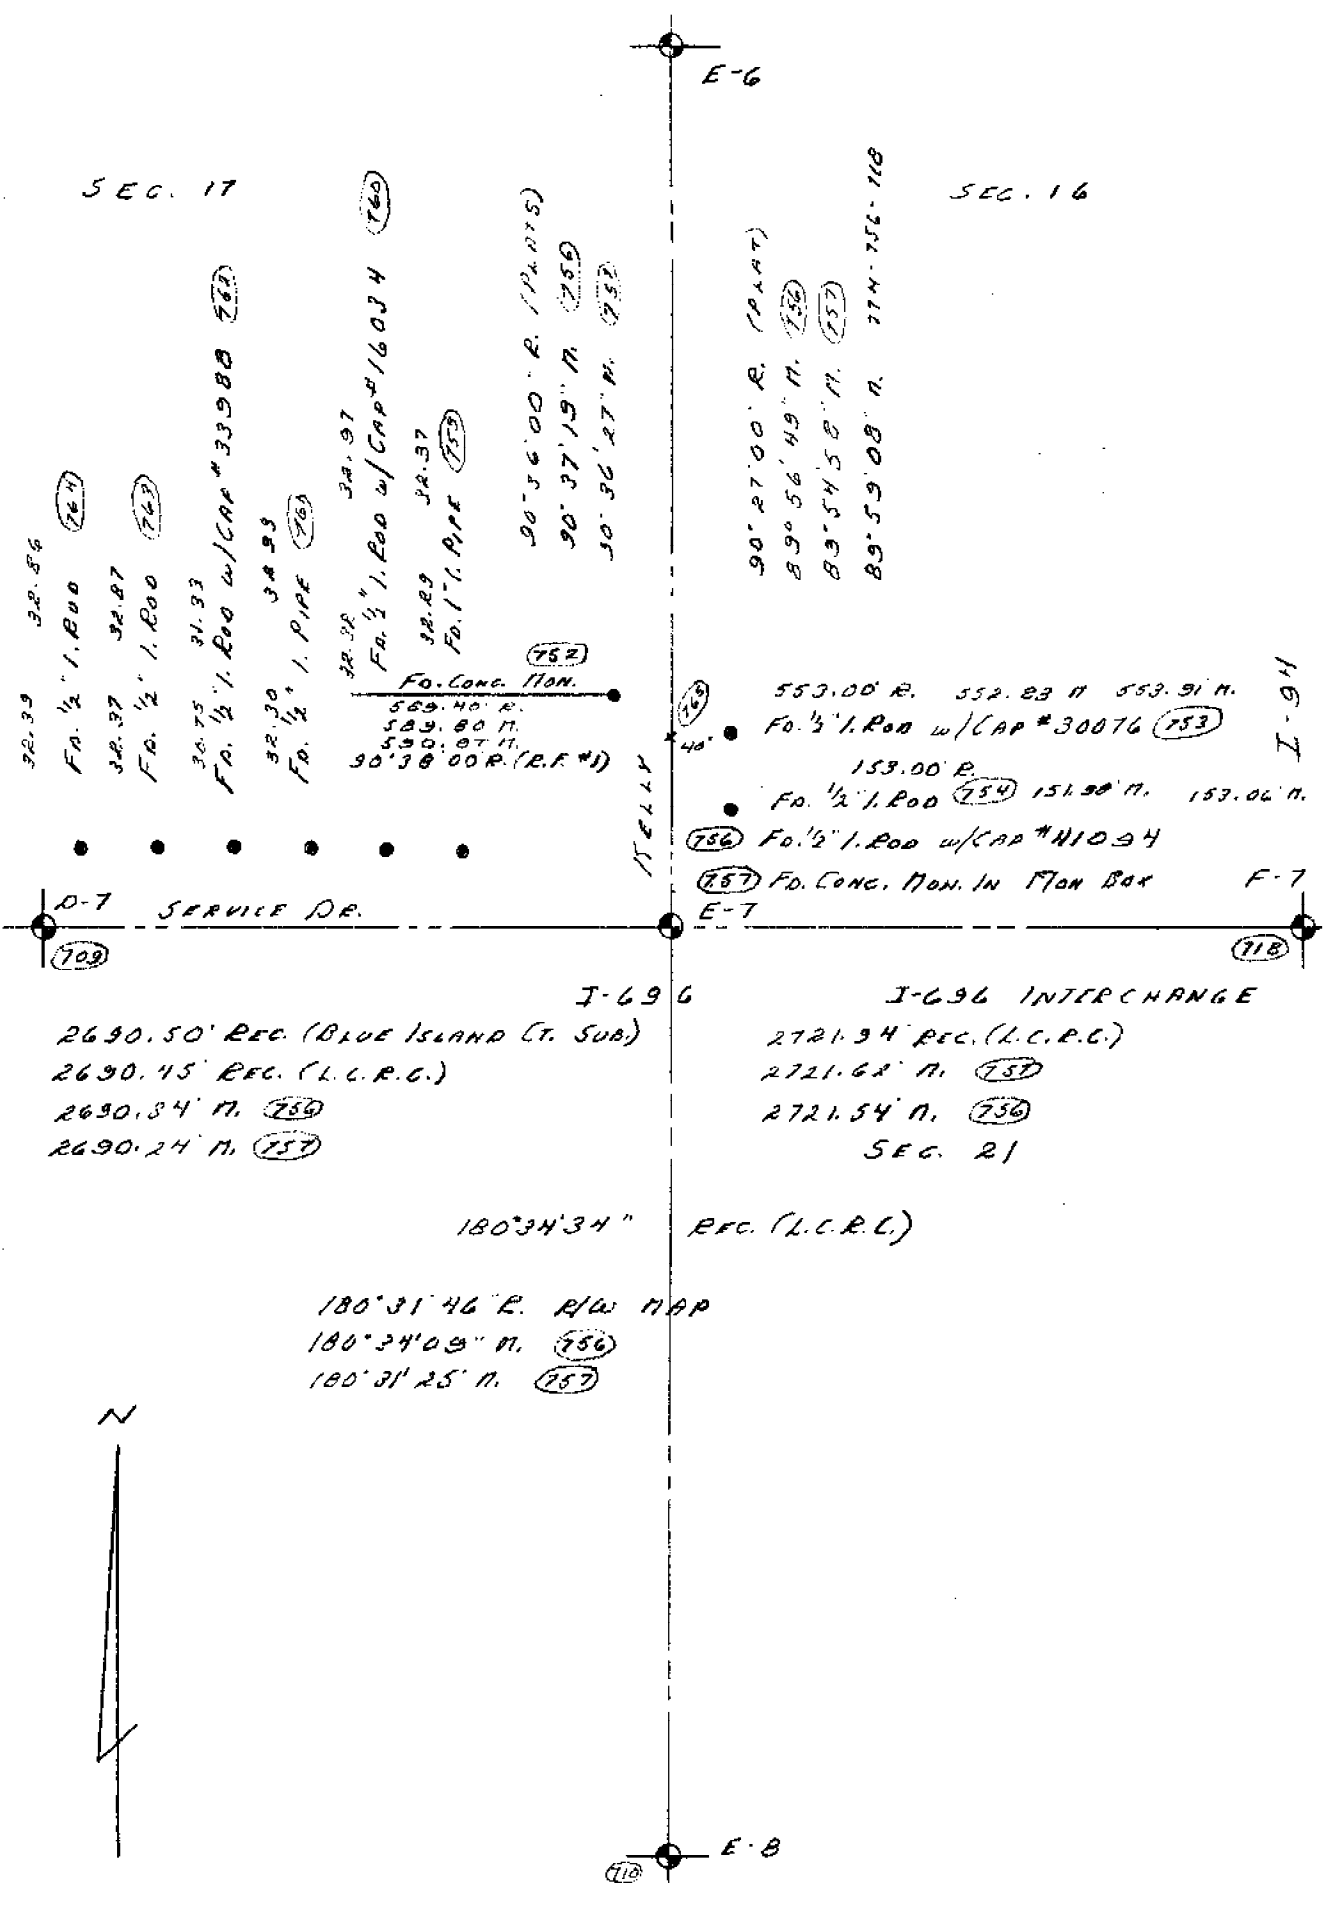 E-6
SEC. 17
SEC. 16
32.39 32.86
FD. 1/2" I. ROD 764
32.37 32.87
FD. 1/2" I. ROD 763
30.75 31.33
FD. 1/2" I. ROD W/CAP #33988 762
32.30 32.93
FD. 1/2" I. PIPE 761
32.32 32.97
FD. 1/2" I. ROD W/CAP #16034 760
32.29 32.37
FD. 1" I. PIPE 759
90°36'00" R. (PLATS)
90°37'19" M. 756
90°36'27" M. 757
90°27'00" R. (PLAT)
89°56'49" M. 756
89°54'58" M. 757
89°59'08" M. 774-756-718
752
FD. CONC. MON.
589.80 M.
590.07 M.
90°38'00" R. (R.F. #1)
KELLY
40'
553.00' R. 552.83 M 553.91 M.
FD. 1/2" I. ROD W/CAP #30076 753
153.00' R.
FD. 1/2" I. ROD 754 151.98' M. 153.06' M.
756 FD. 1/2" I. ROD W/CAP #41094
757 FD. CONC. MON. IN MON BOX
I-94
D-7
SERVICE DR.
E-7
F-7
709
718
I-696
I-696 INTERCHANGE
2690.50' REC. (BLUE ISLAND CT. SUB.)
2690.45' REC. (L.C.R.C.)
2690.34' M. 756
2690.24' M. 757
2721.94' REC. (L.C.R.C.)
2721.62' M. 757
2721.54' M. 756
SEC. 21
180°34'34" REC. (L.C.R.C.)
180°31'46" R. R/W MAP
180°34'09" M. 756
180°31'25" M. 757
N
E-8
710